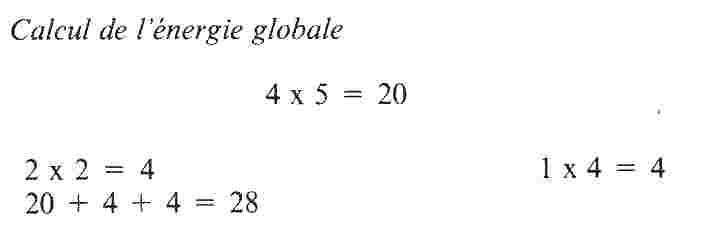 Calcul de l'énergie globale
4 x 5 = 20
2 x 2 = 4
1 x 4 = 4
20 + 4 + 4 = 28